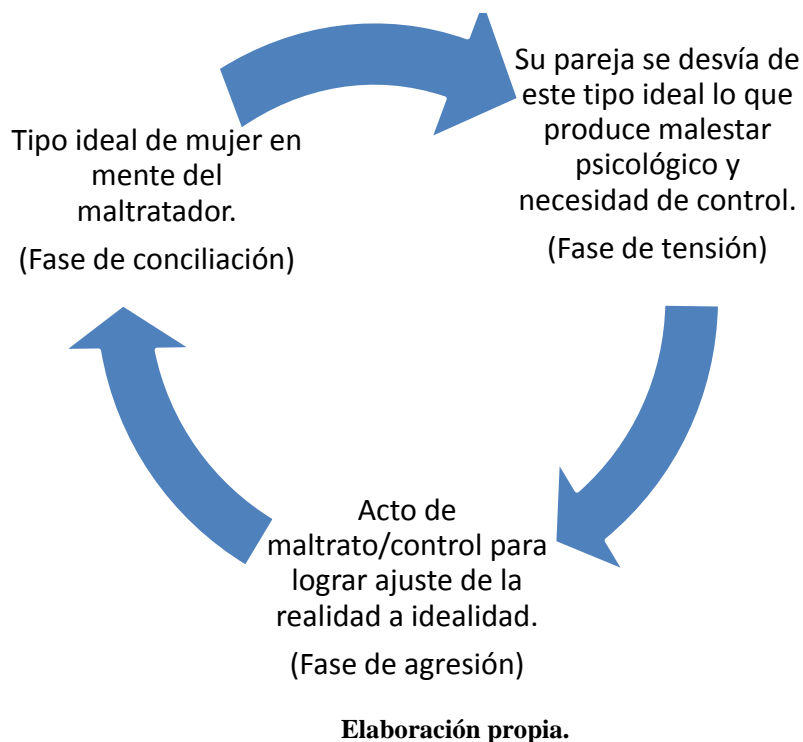 Tipo ideal de mujer en
mente del
maltratador.
(Fase de conciliación)
Su pareja se desvía de
este tipo ideal lo que
produce malestar
psicológico y
necesidad de control.
(Fase de tensión)
Acto de
maltrato/control para
lograr ajuste de la
realidad a idealidad.
(Fase de agresión)
Elaboración propia.